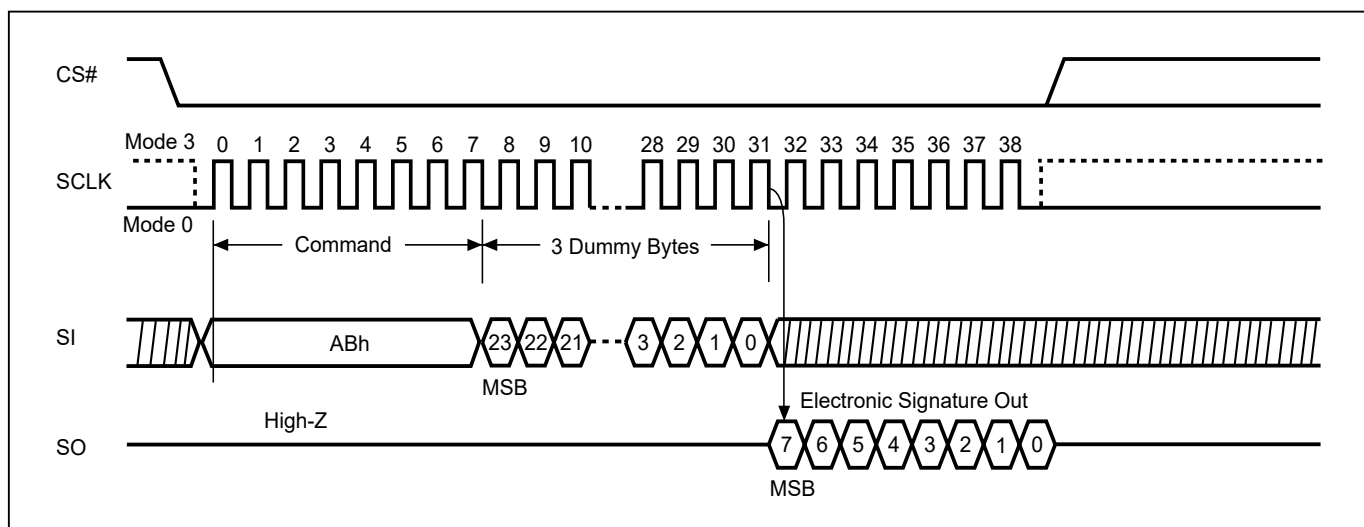 CS#
Mode 3 0 1 2 3 4 5 6 7 8 9 10 28 29 30 31 32 33 34 35 36 37 38
SCLK
Mode 0
Command 3 Dummy Bytes
SI ABh 23 22 21 3 2 1 0
MSB
Electronic Signature Out
High-Z
SO 7 6 5 4 3 2 1 0
MSB